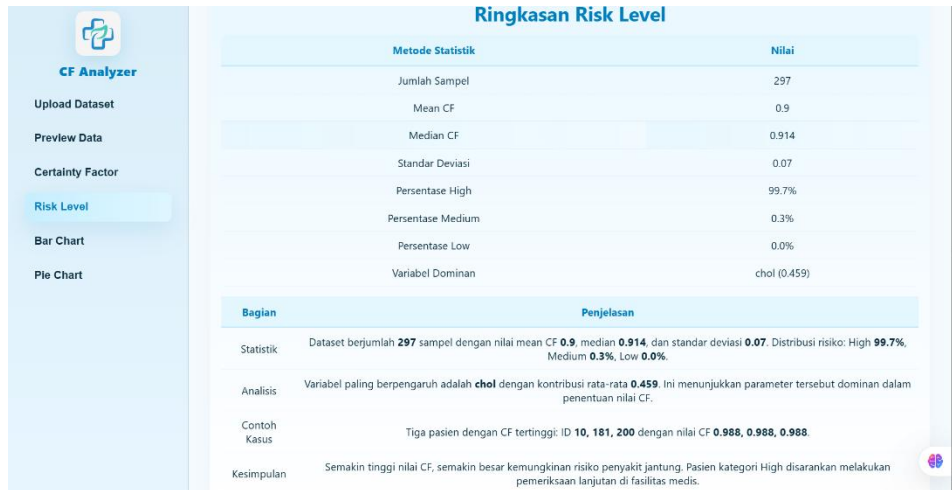 CF Analyzer
Upload Dataset
Preview Data
Certainty Factor
Risk Level
Bar Chart
Pie Chart
Ringkasan Risk Level
Metode Statistik Nilai
Jumlah Sampel 297
Mean CF 0.9
Median CF 0.914
Standar Deviasi 0.07
Persentase High 99.7%
Persentase Medium 0.3%
Persentase Low 0.0%
Variabel Dominan chol (0.459)
Bagian Penjelasan
Statistik Dataset berjumlah 297 sampel dengan nilai mean CF 0.9, median 0.914, dan standar deviasi 0.07. Distribusi risiko: High 99.7%,
Medium 0.3%, Low 0.0%.
Analisis Variabel paling berpengaruh adalah chol dengan kontribusi rata-rata 0.459. Ini menunjukkan parameter tersebut dominan dalam
penentuan nilai CF.
Contoh
Kasus Tiga pasien dengan CF tertinggi: ID 10, 181, 200 dengan nilai CF 0.988, 0.988, 0.988.
Kesimpulan Semakin tinggi nilai CF, semakin besar kemungkinan risiko penyakit jantung. Pasien kategori High disarankan melakukan
pemeriksaan lanjutan di fasilitas medis.